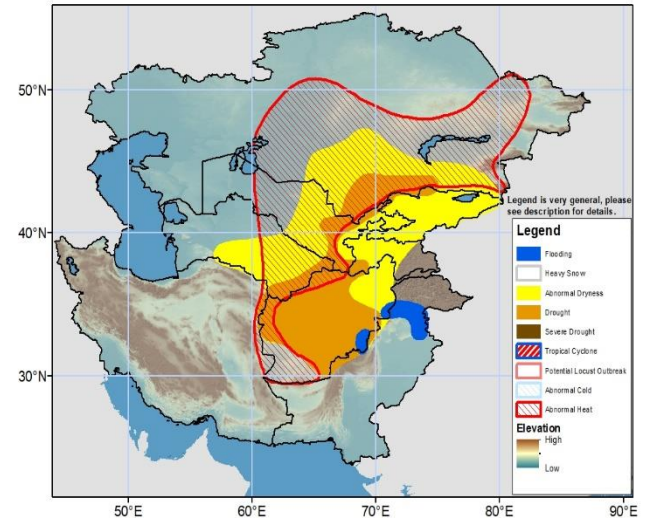 50°N
40°N
30°N
50°E
60°E
70°E
80°E
90°E
Legend is very general, please
see description for details.
Legend
Flooding
Heavy Snow
Abnormal Dryness
Drought
Severe Drought
Tropical Cyclone
Potential Locust Outbreak
Abnormal Cold
Abnormal Heat
Elevation
High
Low